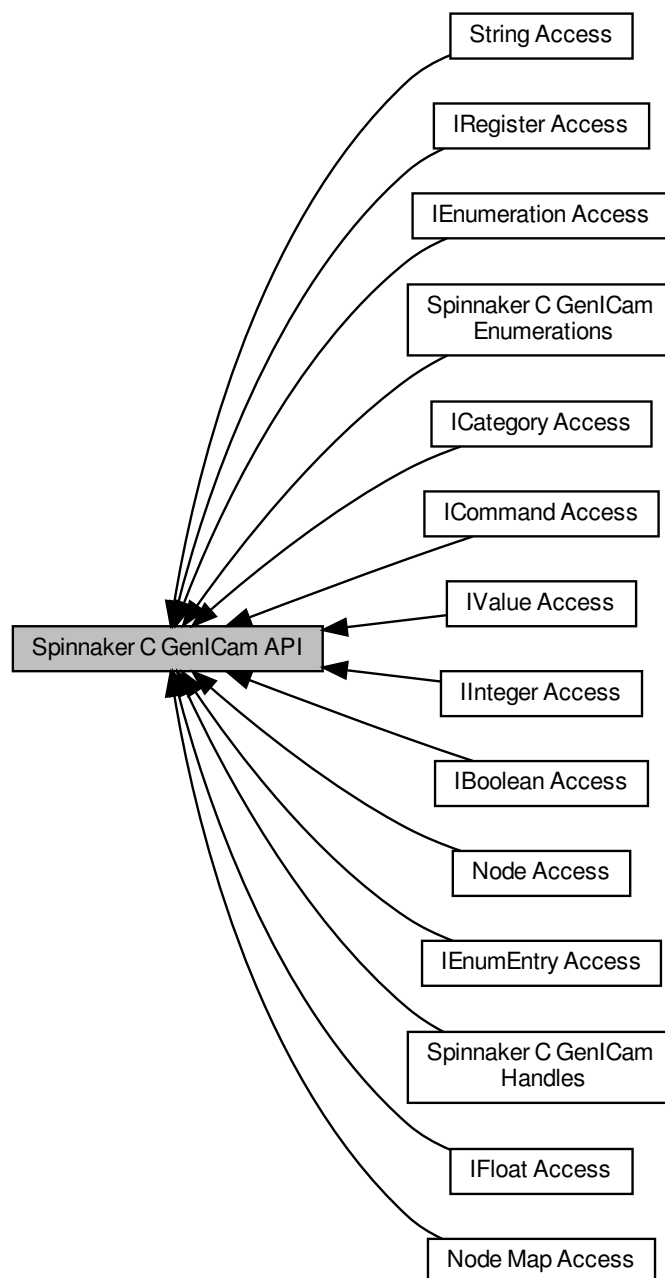 String Access
IRegister Access
IEnumeration Access
Spinnaker C GenICam
Enumerations
ICategory Access
ICommand Access
IValue Access
Spinnaker C GenICam API
IInteger Access
IBoolean Access
Node Access
IEnumEntry Access
Spinnaker C GenICam
Handles
IFloat Access
Node Map Access